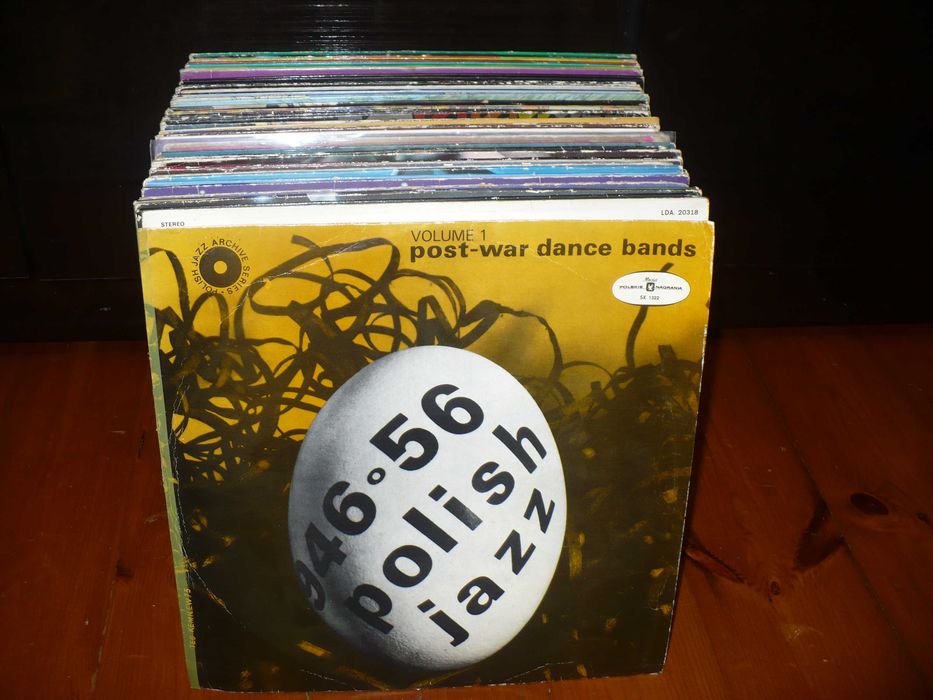 STEREO
LDA. 20318
POLISH JAZZ ARCHIVE SERIES
VOLUME 1
post-war dance bands
Muza
POLSKIE NAGRANIA
SX 1322
946∘56
polish
jazz